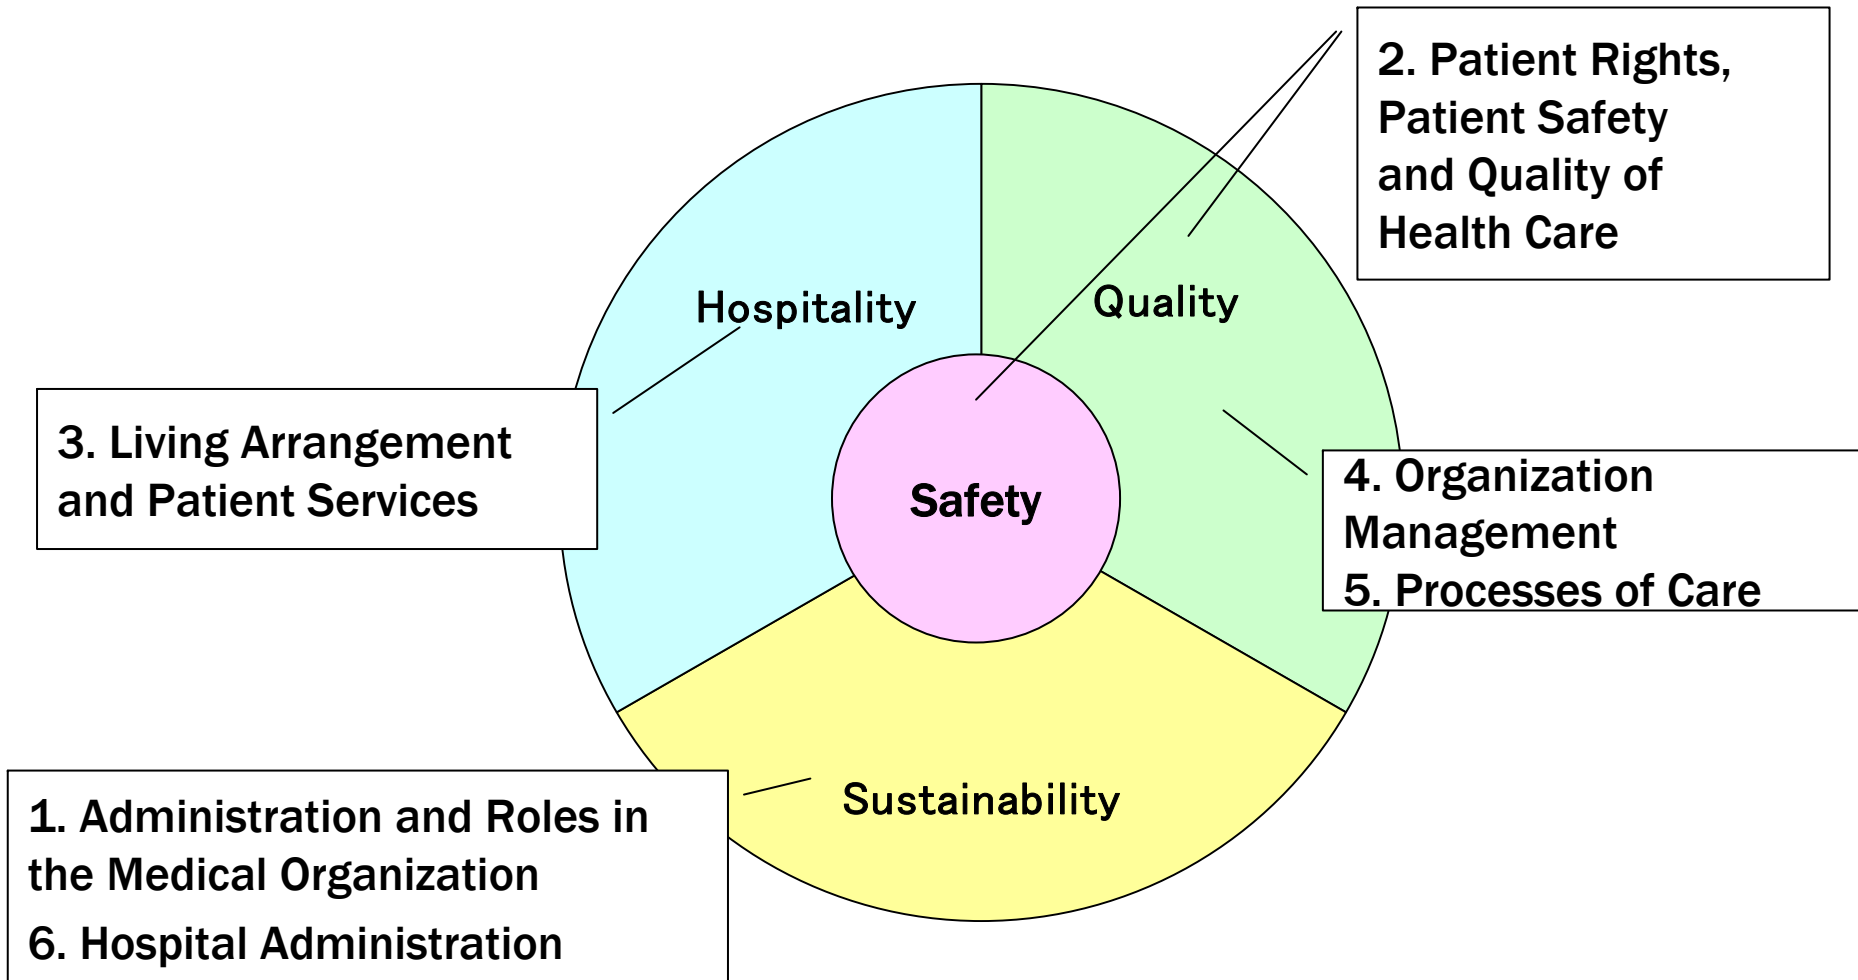 2. Patient Rights,
Patient Safety
and Quality of
Health Care
Hospitality
Quality
3. Living Arrangement
and Patient Services
Safety
4. Organization
Management
5. Processes of Care
Sustainability
1. Administration and Roles in
the Medical Organization
6. Hospital Administration